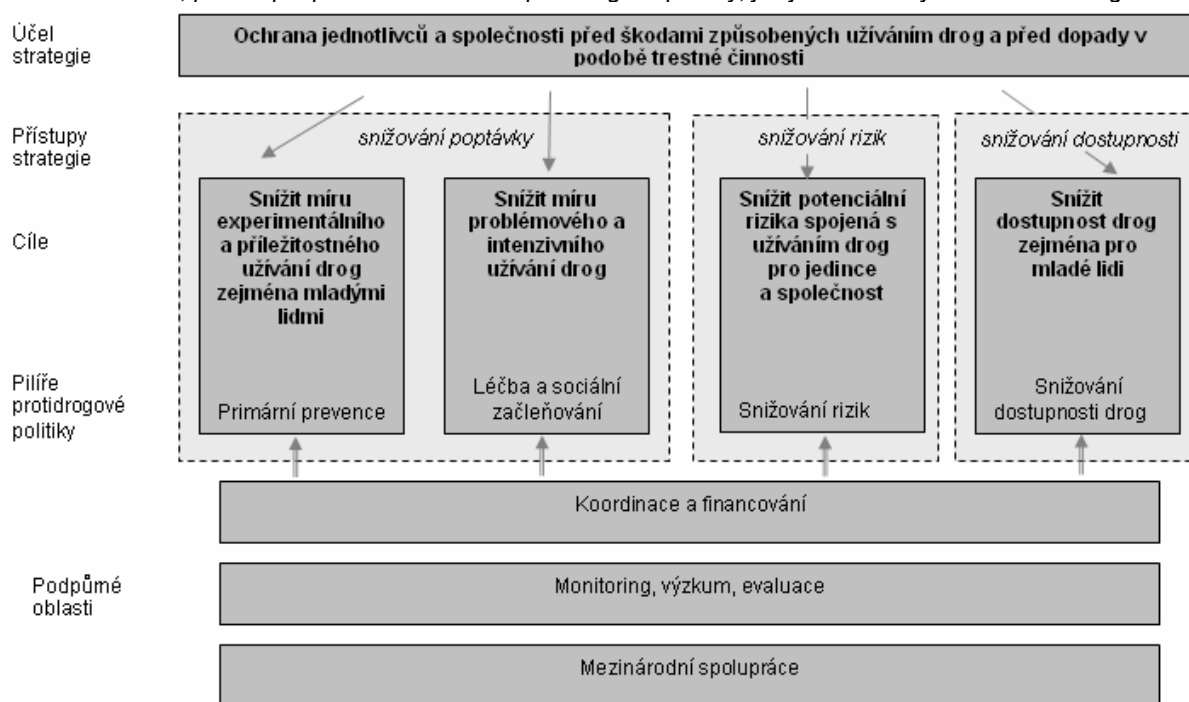 Účel
strategie
Ochrana jednotlivců a společnosti před škodami způsobených užíváním drog a před dopady v
podobě trestné činnosti
Přístupy
strategie
snižování poptávky
snižování rizik
snižování dostupnosti
Cíle
Snížit míru
experimentálního
a příležitostného
užívání drog
zejména mladými
lidmi
Snížit míru
problémového a
intenzivního
užívání drog
Snížit potenciální
rizika spojená s
užíváním drog
pro jedince
a společnost
Snížit
dostupnost drog
zejména pro
mladé lidi
Pilíře
protidrogové
politiky
Primární prevence
Léčba a sociální
začleňování
Snižování rizik
Snižování
dostupnosti drog
Podpůrné
oblasti
Koordinace a financování
Monitoring, výzkum, evaluace
Mezinárodní spolupráce